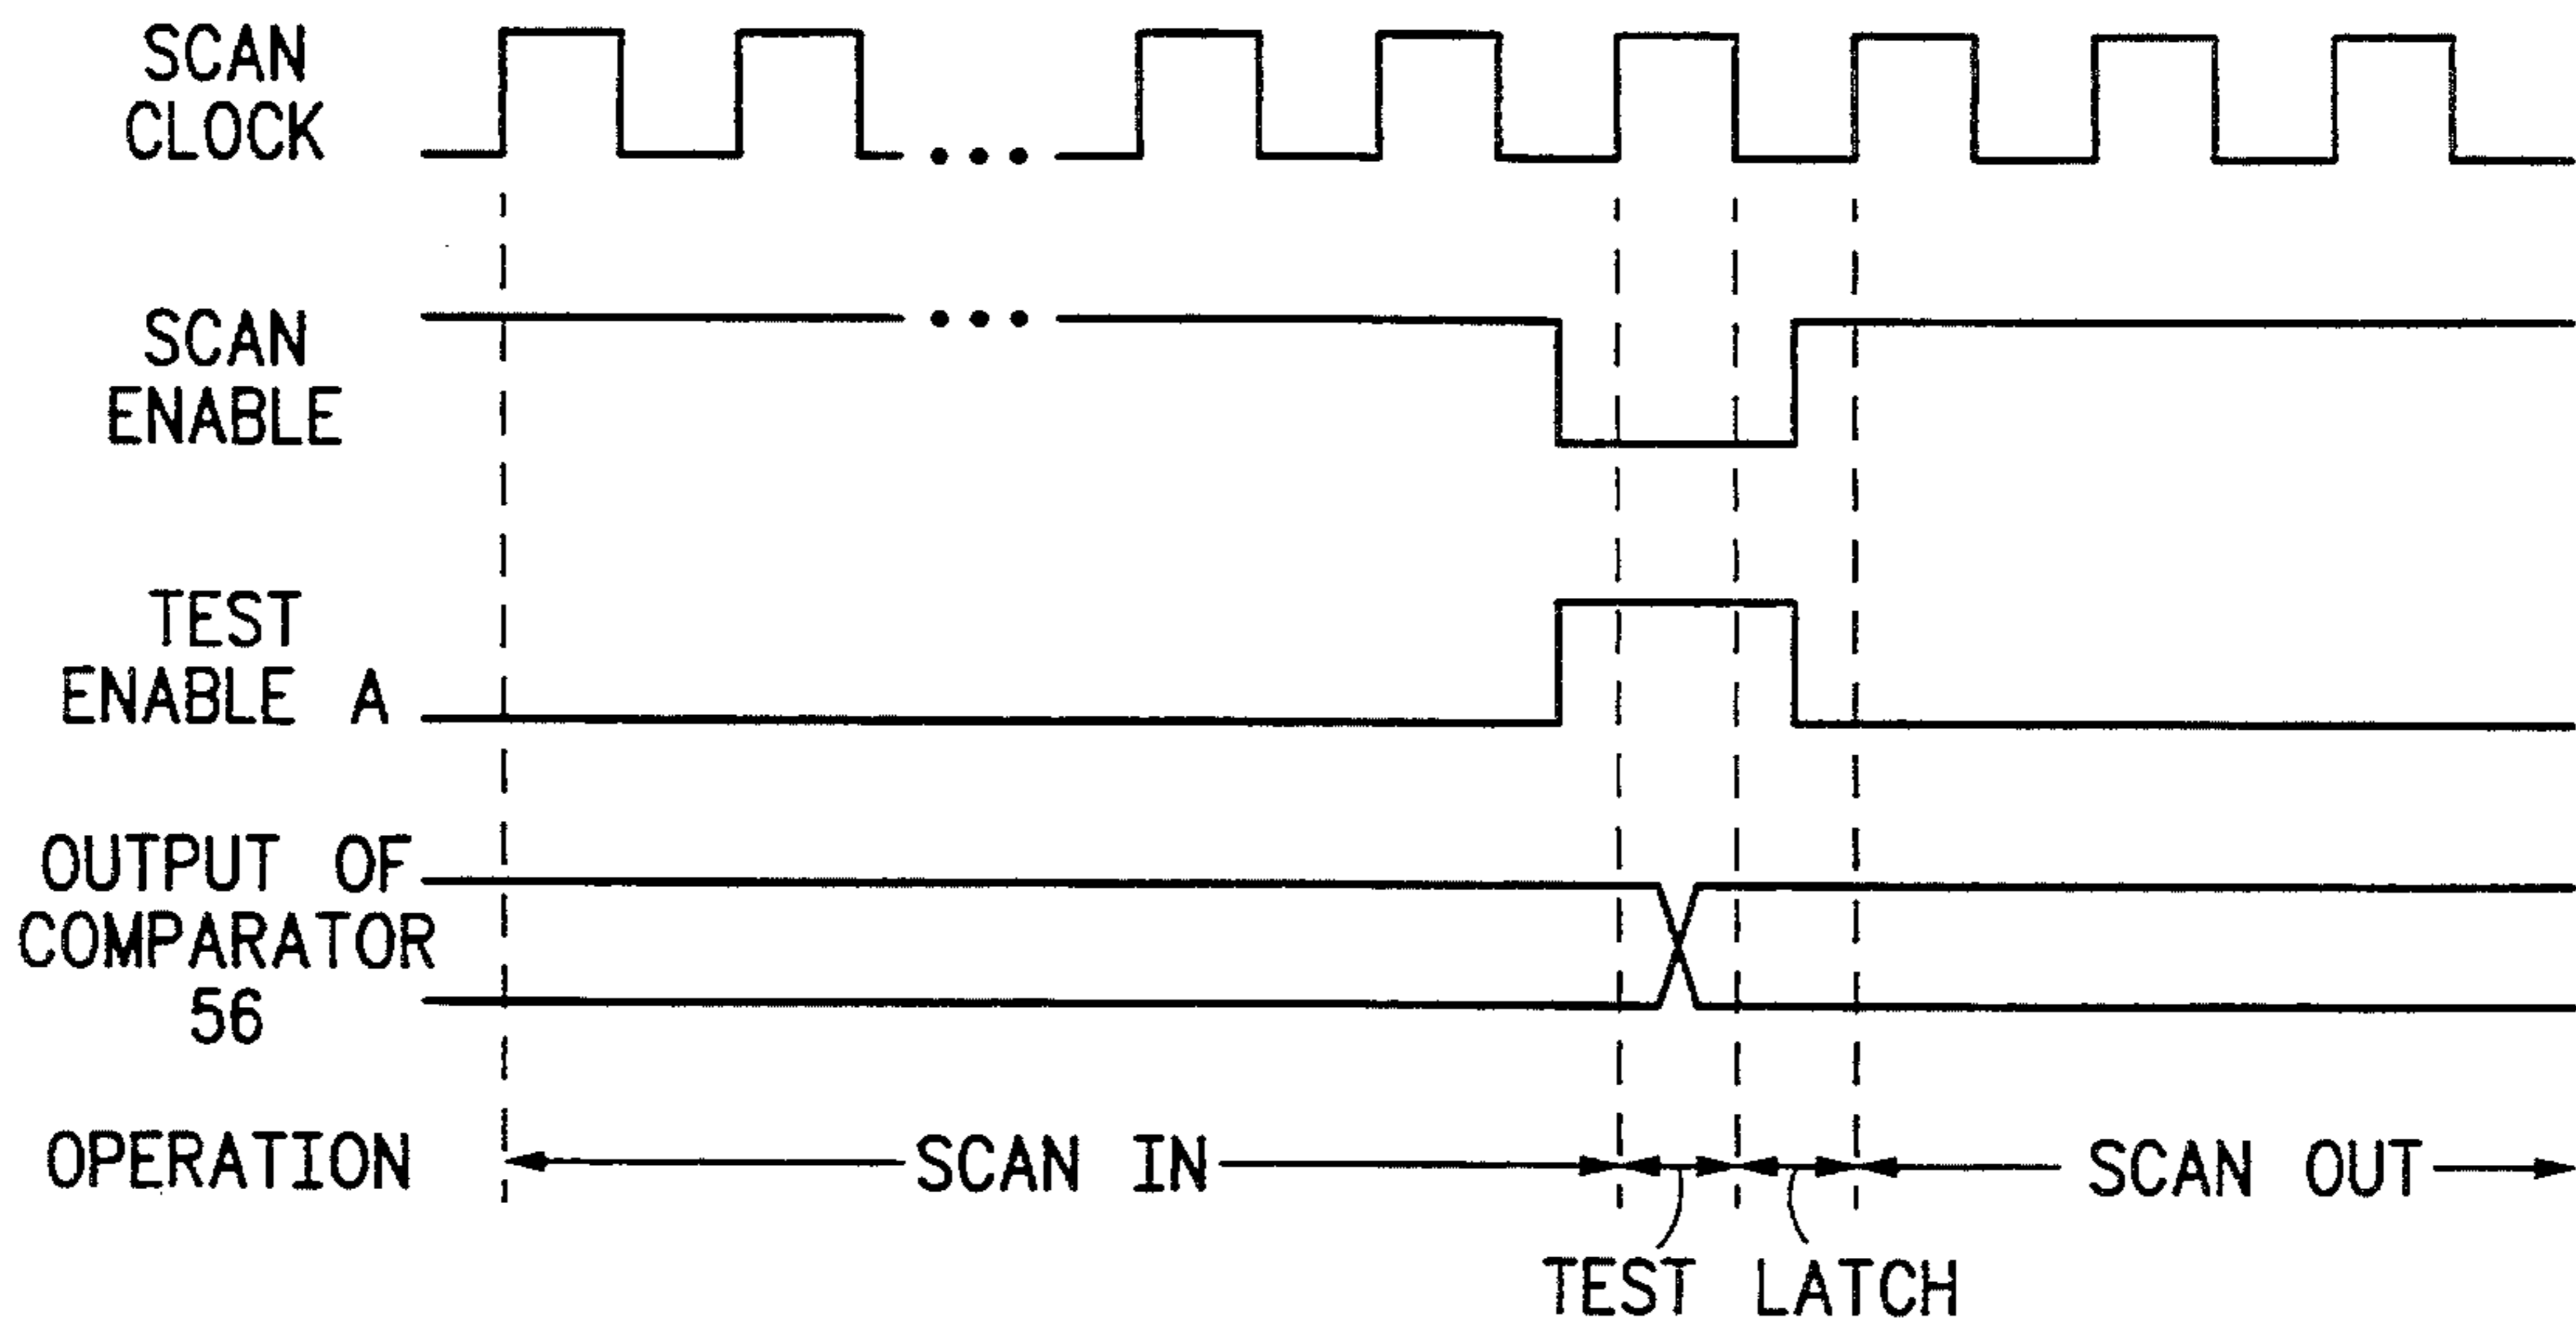 SCAN
CLOCK
SCAN
ENABLE
TEST
ENABLE A
OUTPUT OF
COMPARATOR
56
OPERATION
SCAN IN
SCAN OUT
TEST
LATCH